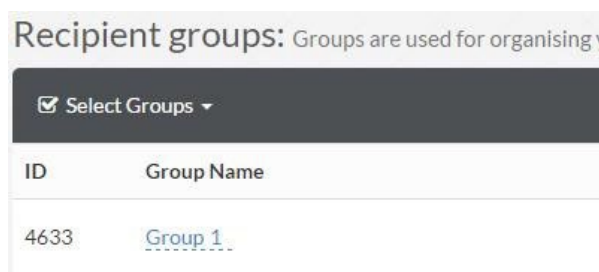 Recipient groups: Groups are used for organising
Select Groups
ID Group Name
4633 Group 1